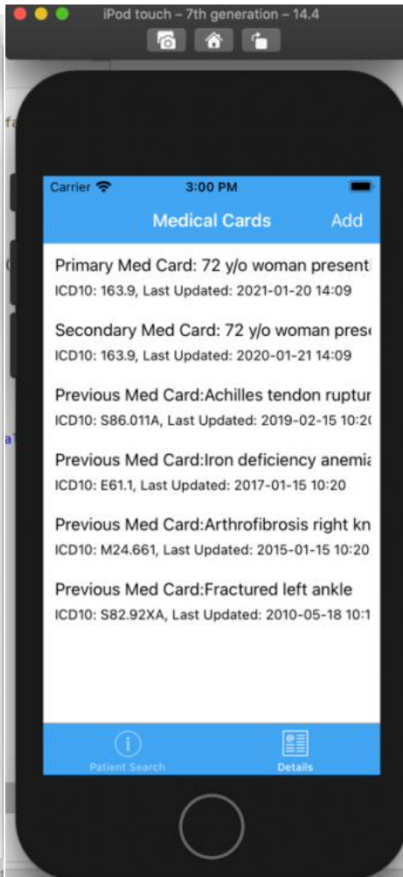 iPod touch – 7th generation – 14.4
Carrier 3:00 PM
Medical Cards Add
Primary Med Card: 72 y/o woman present
ICD10: 163.9, Last Updated: 2021-01-20 14:09
Secondary Med Card: 72 y/o woman prese
ICD10: 163.9, Last Updated: 2020-01-21 14:09
Previous Med Card:Achilles tendon ruptur
ICD10: S86.011A, Last Updated: 2019-02-15 10:20
Previous Med Card:Iron deficiency anemia
ICD10: E61.1, Last Updated: 2017-01-15 10:20
Previous Med Card:Arthrofibrosis right kn
ICD10: M24.661, Last Updated: 2015-01-15 10:20
Previous Med Card:Fractured left ankle
ICD10: S82.92XA, Last Updated: 2010-05-18 10:1
Patient Search Details